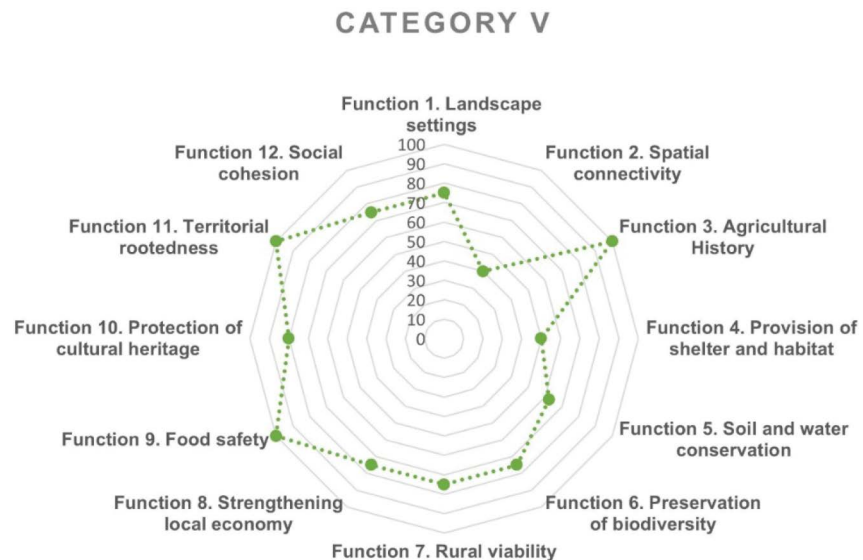 CATEGORY V
Function 1. Landscape
settings
Function 2. Spatial
connectivity
Function 3. Agricultural
History
Function 4. Provision of
shelter and habitat
Function 5. Soil and water
conservation
Function 6. Preservation
of biodiversity
Function 7. Rural viability
Function 8. Strengthening
local economy
Function 9. Food safety
Function 10. Protection of
cultural heritage
Function 11. Territorial
rootedness
Function 12. Social
cohesion
100
90
80
70
60
50
40
30
20
10
0